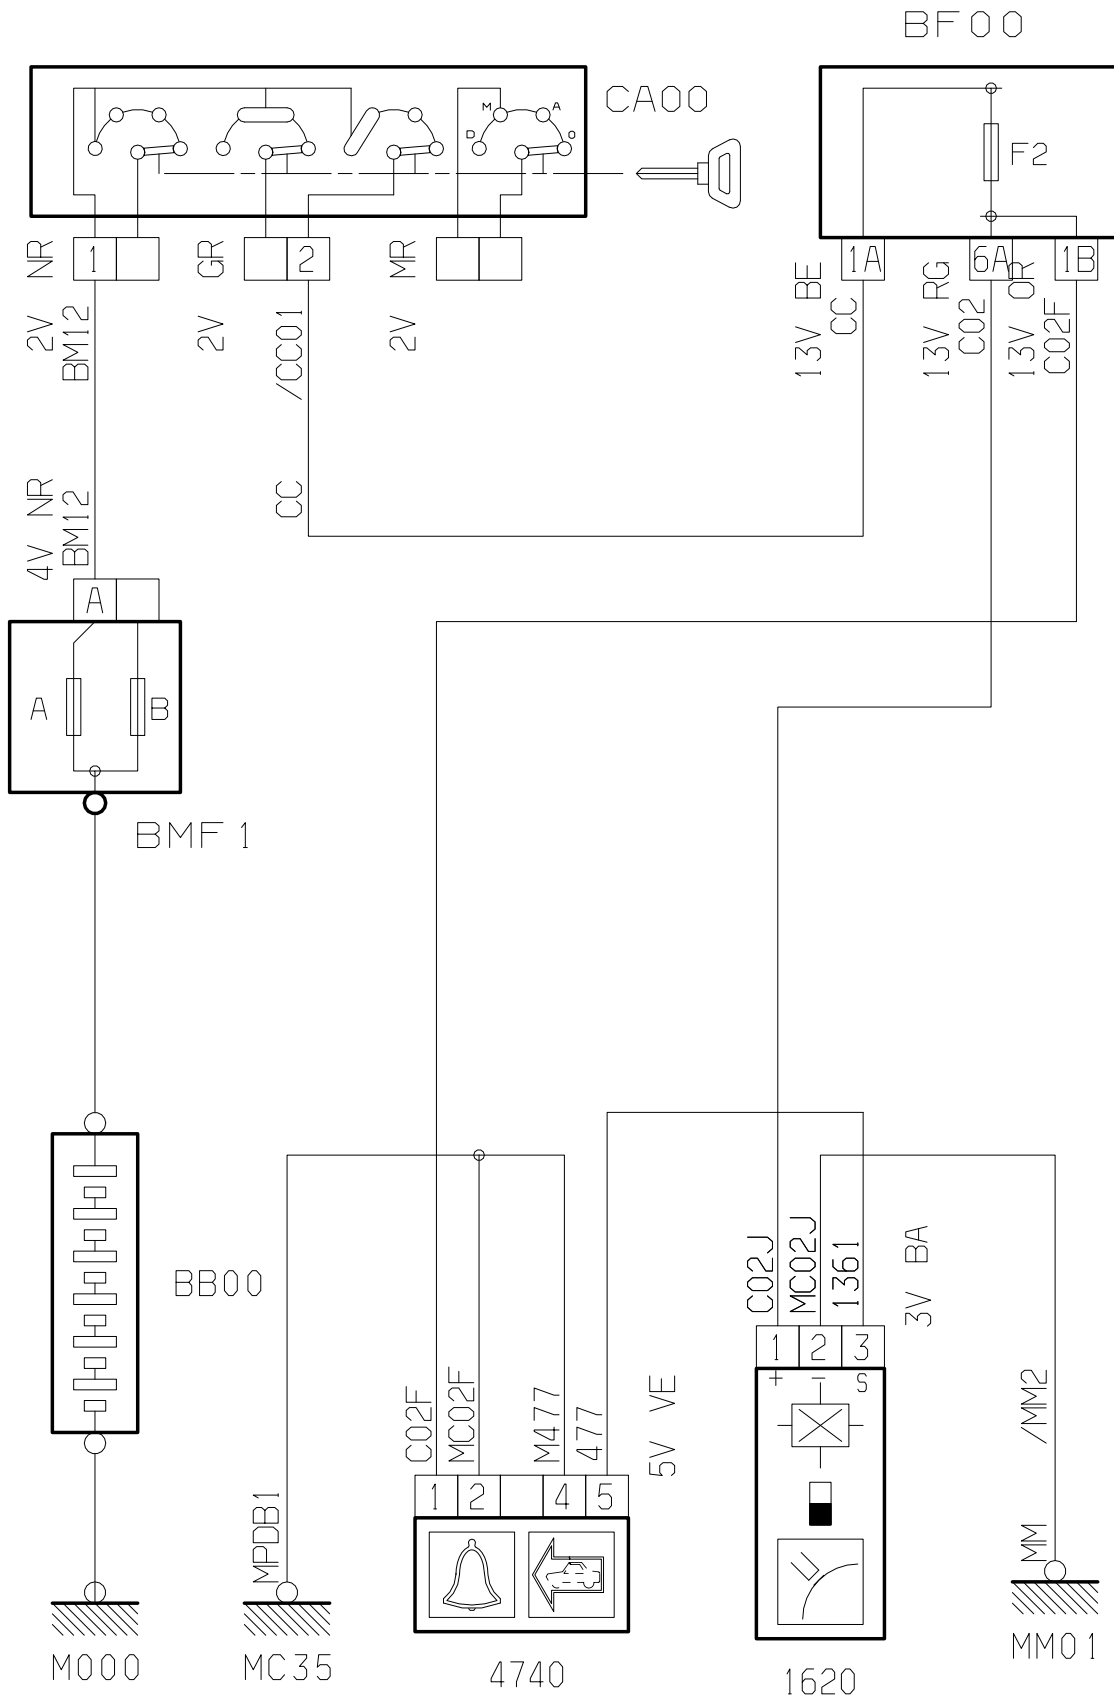 BF00
CA00
M
A
D
O
F2
1
2
1A
6A
1B
2V NR
BM12
2V GR
/CC01
2V MR
13V BE
CC
13V RG
C02
13V OR
C02F
4V NR
BM12
CC
A
A
B
BMF1
BB00
C02J
MC02J
1361
3V BA
1
2
3
+
-
S
C02F
MC02F
M477
477
5V VE
1
2
4
5
MPDB1
MM
/MM2
M000
MC35
4740
1620
MM01